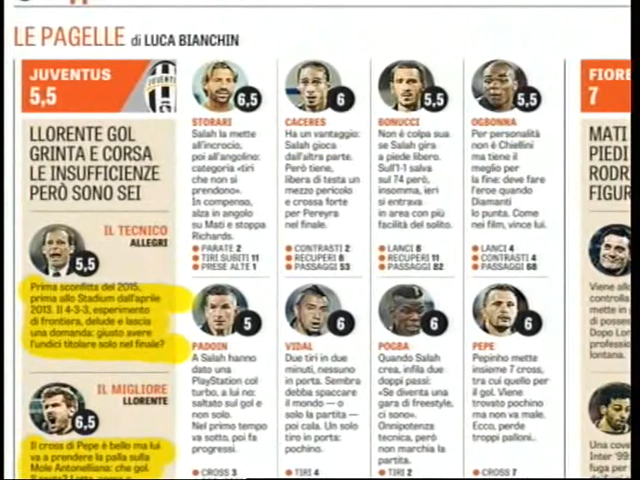 LE PAGELLE di LUCA BIANCHIN
JUVENTUS
5,5
LLORENTE GOL
GRINTA E CORSA
LE INSUFFICIENZE
PERÒ SONO SEI
IL TECNICO
ALLEGRI
5,5
Prima sconfitta del 2015,
prima allo Stadium dall'aprile
2013. Il 4-3-3, esperimento
di frontiera, delude e lascia
una domanda: giusto avere
l'undici titolare solo nel finale?
IL MIGLIORE
LLORENTE
6,5
Il cross di Pepe è bello ma lui
va a prendere la palla sulla
Mole Antonelliana: che gol.
6,5
STORARI
Salah la mette
all'incrocio,
poi all'angolino:
categoria «tiri
che non si
prendono».
In compenso,
alza in angolo
su Mati e stoppa
Richards.
PARATE 2
TIRI SUBITI 11
PRESE ALTE 1
6
CACERES
Ha un vantaggio:
Salah gioca
dall'altra parte.
Però tiene,
libera di testa un
mezzo pericolo
e crossa forte
per Pereyra
nel finale.
CONTRASTI 2
RECUPERI 8
PASSAGGI 53
5,5
BONUCCI
Non è colpa sua
se Salah gira
a piede libero.
Sull'1-1 salva
sul 74 però,
insomma, ieri
si entrava
in area con più
facilità del solito.
LANCI 8
RECUPERI 11
PASSAGGI 82
5,5
OGBONNA
Per personalità
non è Chiellini
ma tiene il
meglio per
la fine: deve fare
l'eroe quando
Diamanti
lo punta. Come
nei film, vince lui.
LANCI 4
CONTRASTI 4
PASSAGGI 68
5
PADOIN
A Salah hanno
dato una
PlayStation col
turbo, a lui no:
saltato sul gol e
non solo.
Nel primo tempo
va sotto, poi fa
progressi.
CROSS 3
6
VIDAL
Due tiri in due
minuti, nessuno
in porta. Sembra
debba spaccare
il mondo — o
solo la partita —
poi cala. Un solo
tiro in porta:
pochino.
TIRI 4
6
POGBA
Quando Salah
crea, infila due
doppi passi:
«Se diventa una
gara di freestyle,
ci sono».
Onnipotenza
tecnica, però
non marchia la
partita.
TIRI 2
6
PEPE
Pepinho mette
insieme 7 cross,
tra cui quello per
il gol. Viene
trovato pochino
ma non va male.
Ecco, perde
troppi palloni..
CROSS 7
FIORE
7
MATI
PIEDI
RODR
FIGUR
Viene allo
controlla
mette in
di posses
Dopo Lon
profession
lontana.
Una cove
Inter '99:
fuga mas